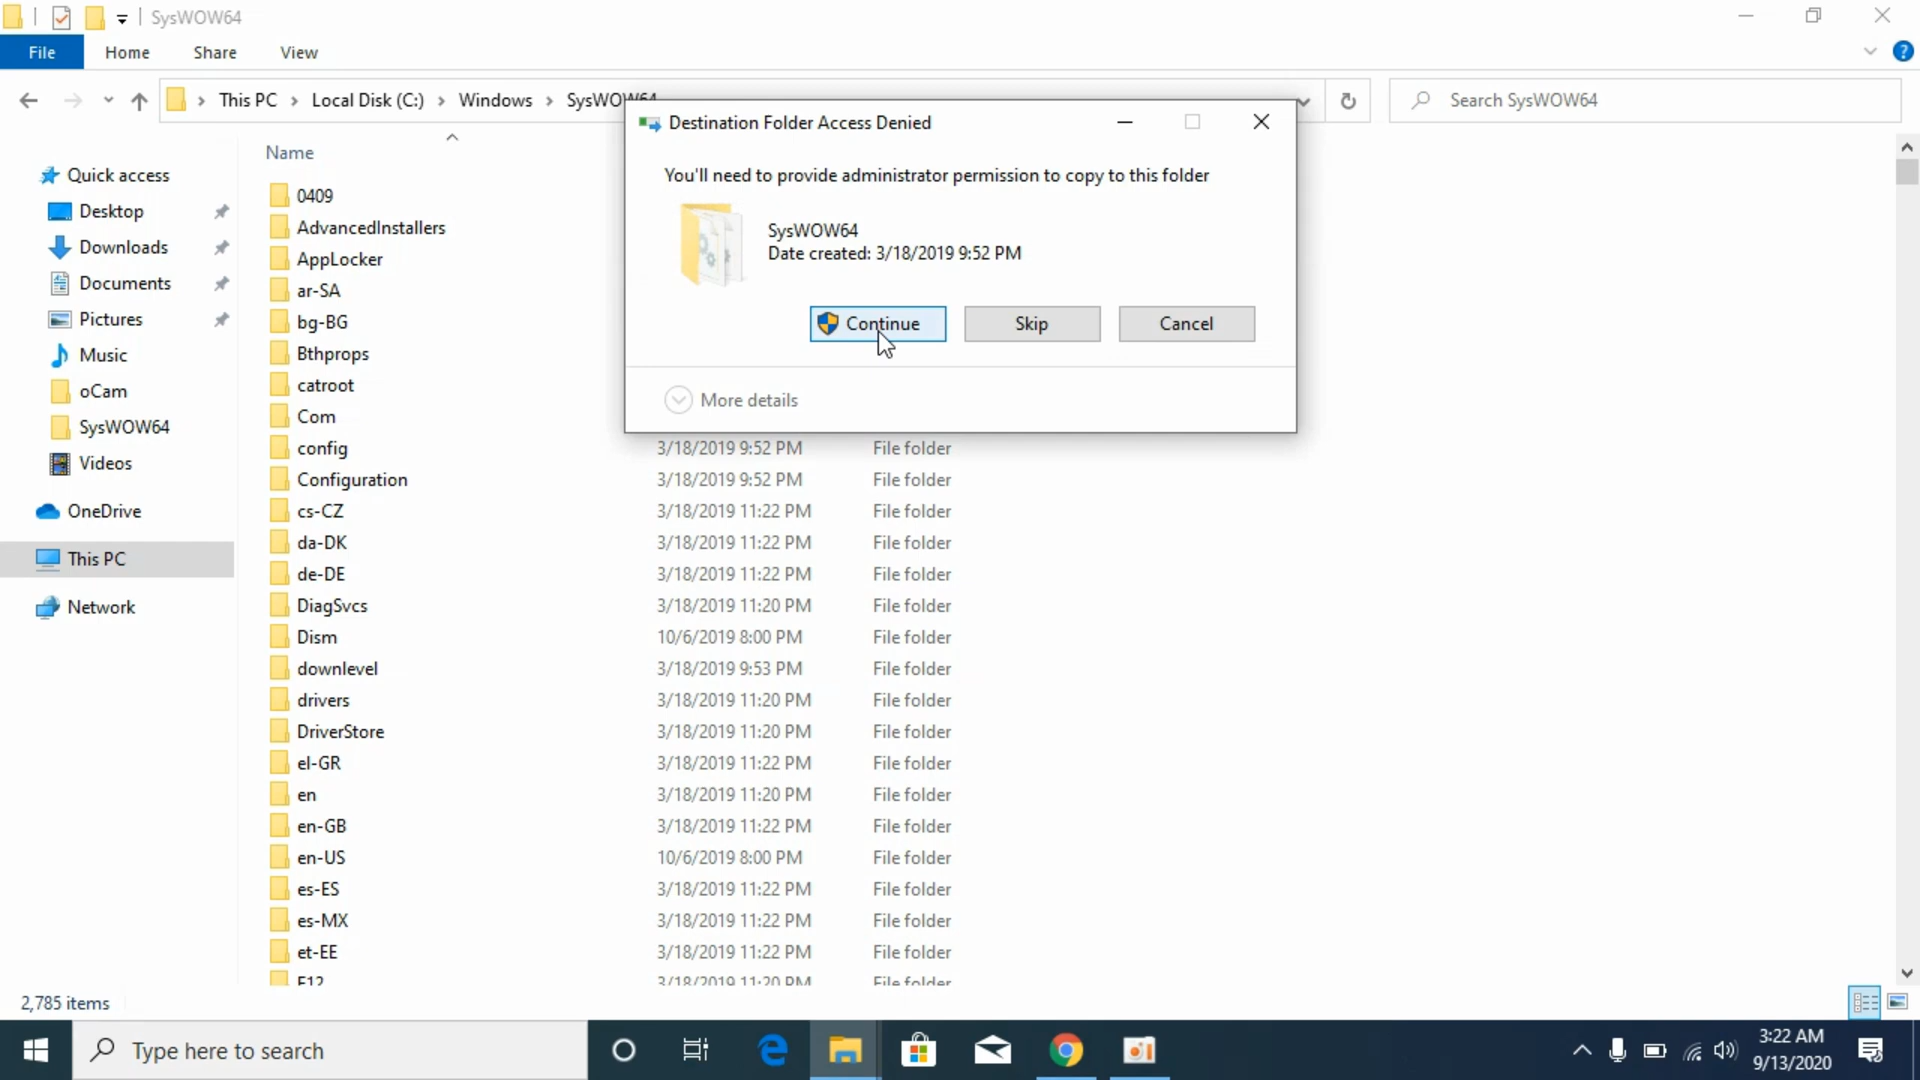 SysWOW64
File Home Share View
This PC Local Disk (C:) Windows SysWOW64
Search SysWOW64
Destination Folder Access Denied
You'll need to provide administrator permission to copy to this folder
SysWOW64
Date created: 3/18/2019 9:52 PM
Continue Skip Cancel
More details
Quick access
Desktop
Downloads
Documents
Pictures
Music
oCam
SysWOW64
Videos
OneDrive
This PC
Network
Name
0409
AdvancedInstallers
AppLocker
ar-SA
bg-BG
Bthprops
catroot
Com
config 3/18/2019 9:52 PM File folder
Configuration 3/18/2019 9:52 PM File folder
cs-CZ 3/18/2019 11:22 PM File folder
da-DK 3/18/2019 11:22 PM File folder
de-DE 3/18/2019 11:22 PM File folder
DiagSvcs 3/18/2019 11:20 PM File folder
Dism 10/6/2019 8:00 PM File folder
downlevel 3/18/2019 9:53 PM File folder
drivers 3/18/2019 11:20 PM File folder
DriverStore 3/18/2019 11:20 PM File folder
el-GR 3/18/2019 11:22 PM File folder
en 3/18/2019 11:20 PM File folder
en-GB 3/18/2019 11:22 PM File folder
en-US 10/6/2019 8:00 PM File folder
es-ES 3/18/2019 11:22 PM File folder
es-MX 3/18/2019 11:22 PM File folder
et-EE 3/18/2019 11:22 PM File folder
F12 3/18/2019 11:20 PM File folder
2,785 items
Type here to search
3:22 AM
9/13/2020